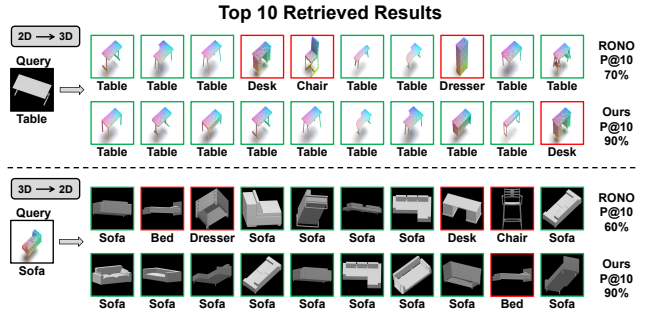 Top 10 Retrieved Results
2D → 3D
Query
Table
Table Table Table Desk Chair Table Table Dresser Table Table
RONO
P@10
70%
Table Table Table Table Table Table Table Table Table Desk
Ours
P@10
90%
3D → 2D
Query
Sofa
Sofa Bed Dresser Sofa Sofa Sofa Sofa Desk Chair Sofa
RONO
P@10
60%
Sofa Sofa Sofa Sofa Sofa Sofa Sofa Sofa Bed Sofa
Ours
P@10
90%